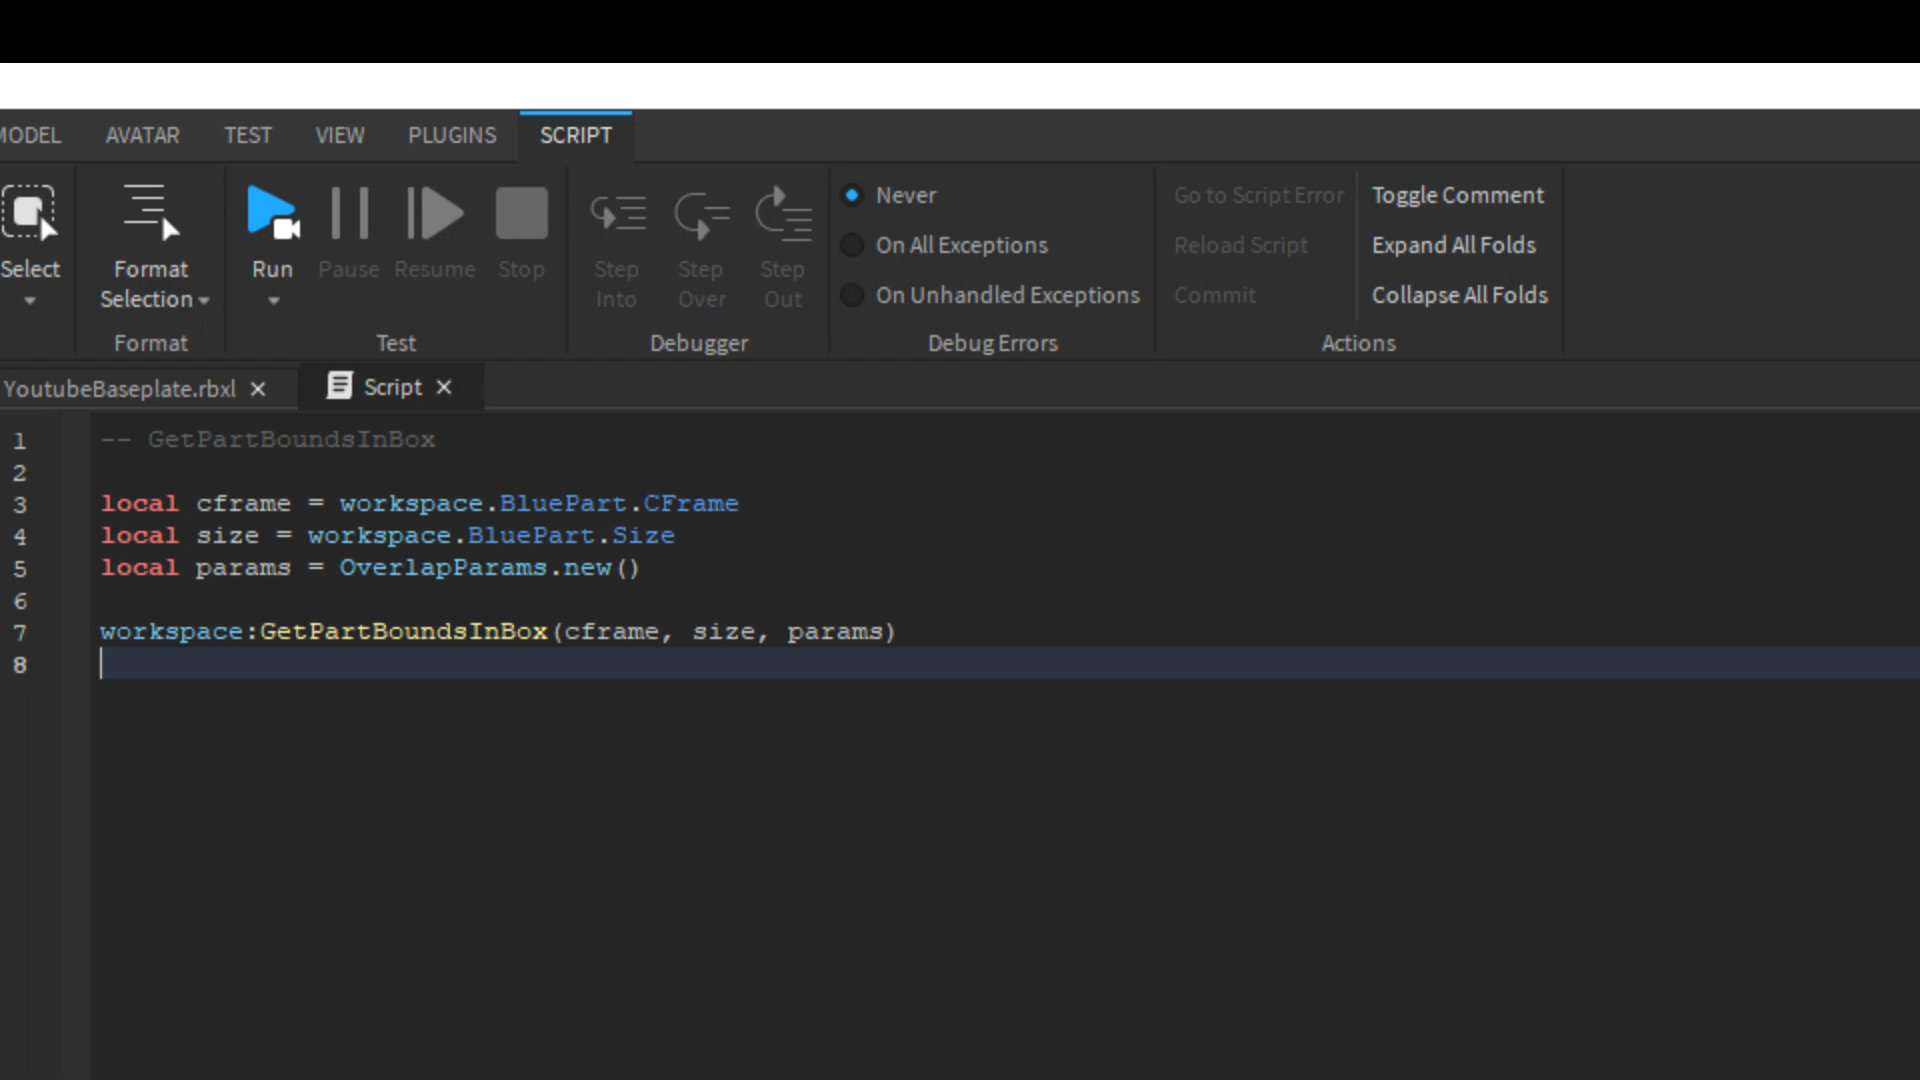 MODEL AVATAR TEST VIEW PLUGINS SCRIPT
Select
Format
Selection
Format
Run Pause Resume Stop
Test
Step
Into
Step
Over
Step
Out
Debugger
Never
On All Exceptions
On Unhandled Exceptions
Debug Errors
Go to Script Error
Reload Script
Commit
Toggle Comment
Expand All Folds
Collapse All Folds
Actions
YoutubeBaseplate.rbxl Script
1 -- GetPartBoundsInBox
2
3 local cframe = workspace.BluePart.CFrame
4 local size = workspace.BluePart.Size
5 local params = OverlapParams.new()
6
7 workspace:GetPartBoundsInBox(cframe, size, params)
8